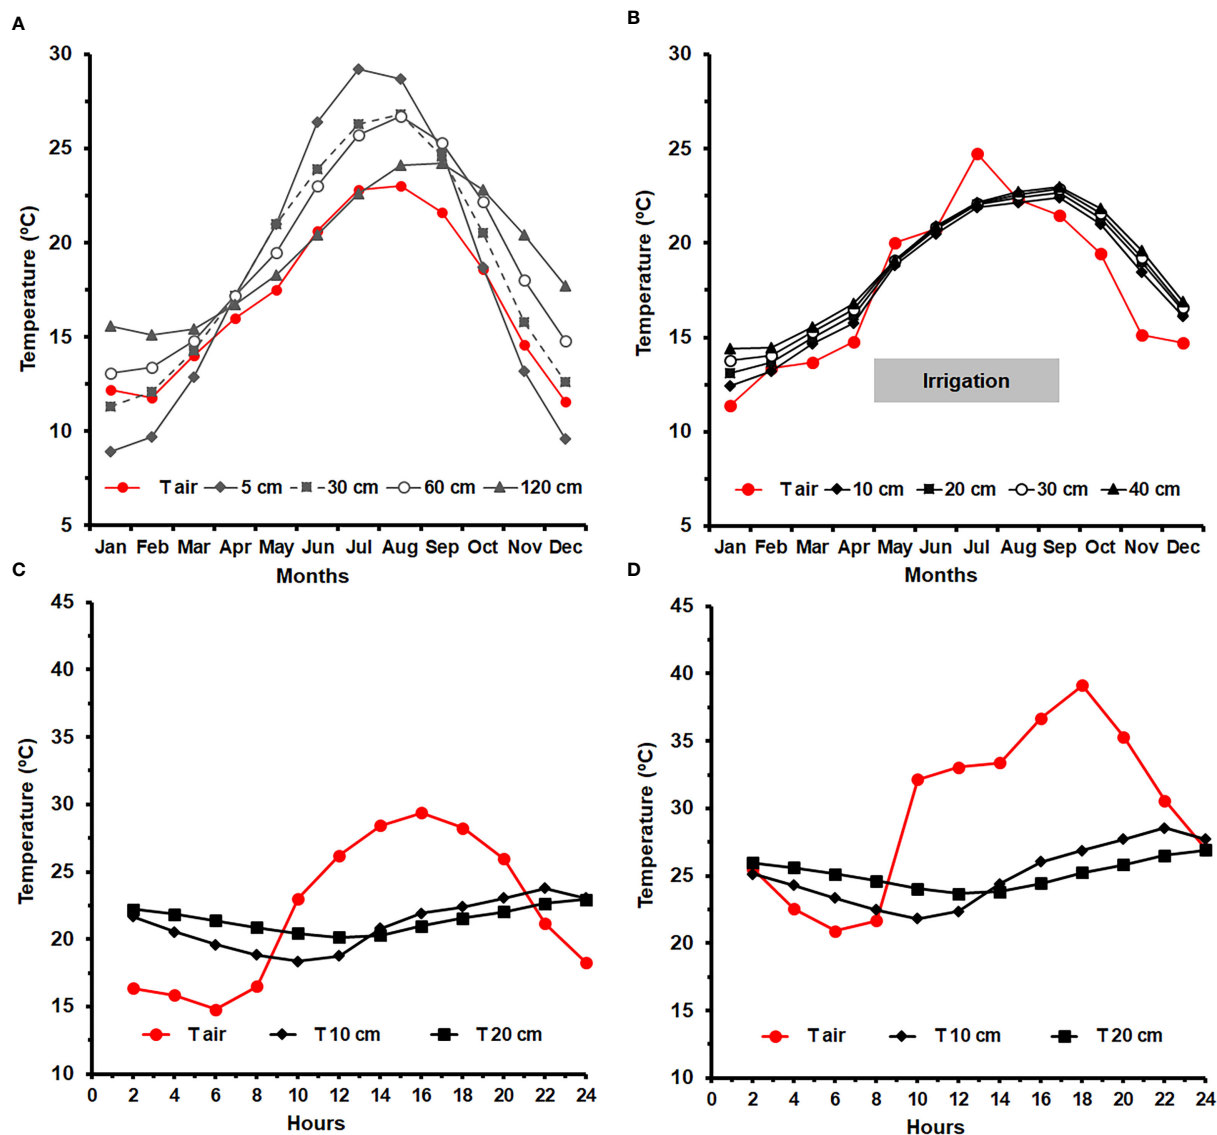 A
30
25
20
15
10
5
Temperature (ºC)
T air 5 cm 30 cm 60 cm 120 cm
Jan Feb Mar Apr May Jun Jul Aug Sep Oct Nov Dec
Months
B
30
25
20
15
10
5
Temperature (ºC)
Irrigation
T air 10 cm 20 cm 30 cm 40 cm
Jan Feb Mar Apr May Jun Jul Aug Sep Oct Nov Dec
Months
C
45
40
35
30
25
20
15
10
Temperature (ºC)
T air T 10 cm T 20 cm
0 2 4 6 8 10 12 14 16 18 20 22 24
Hours
D
45
40
35
30
25
20
15
10
Temperature (ºC)
T air T 10 cm T 20 cm
0 2 4 6 8 10 12 14 16 18 20 22 24
Hours